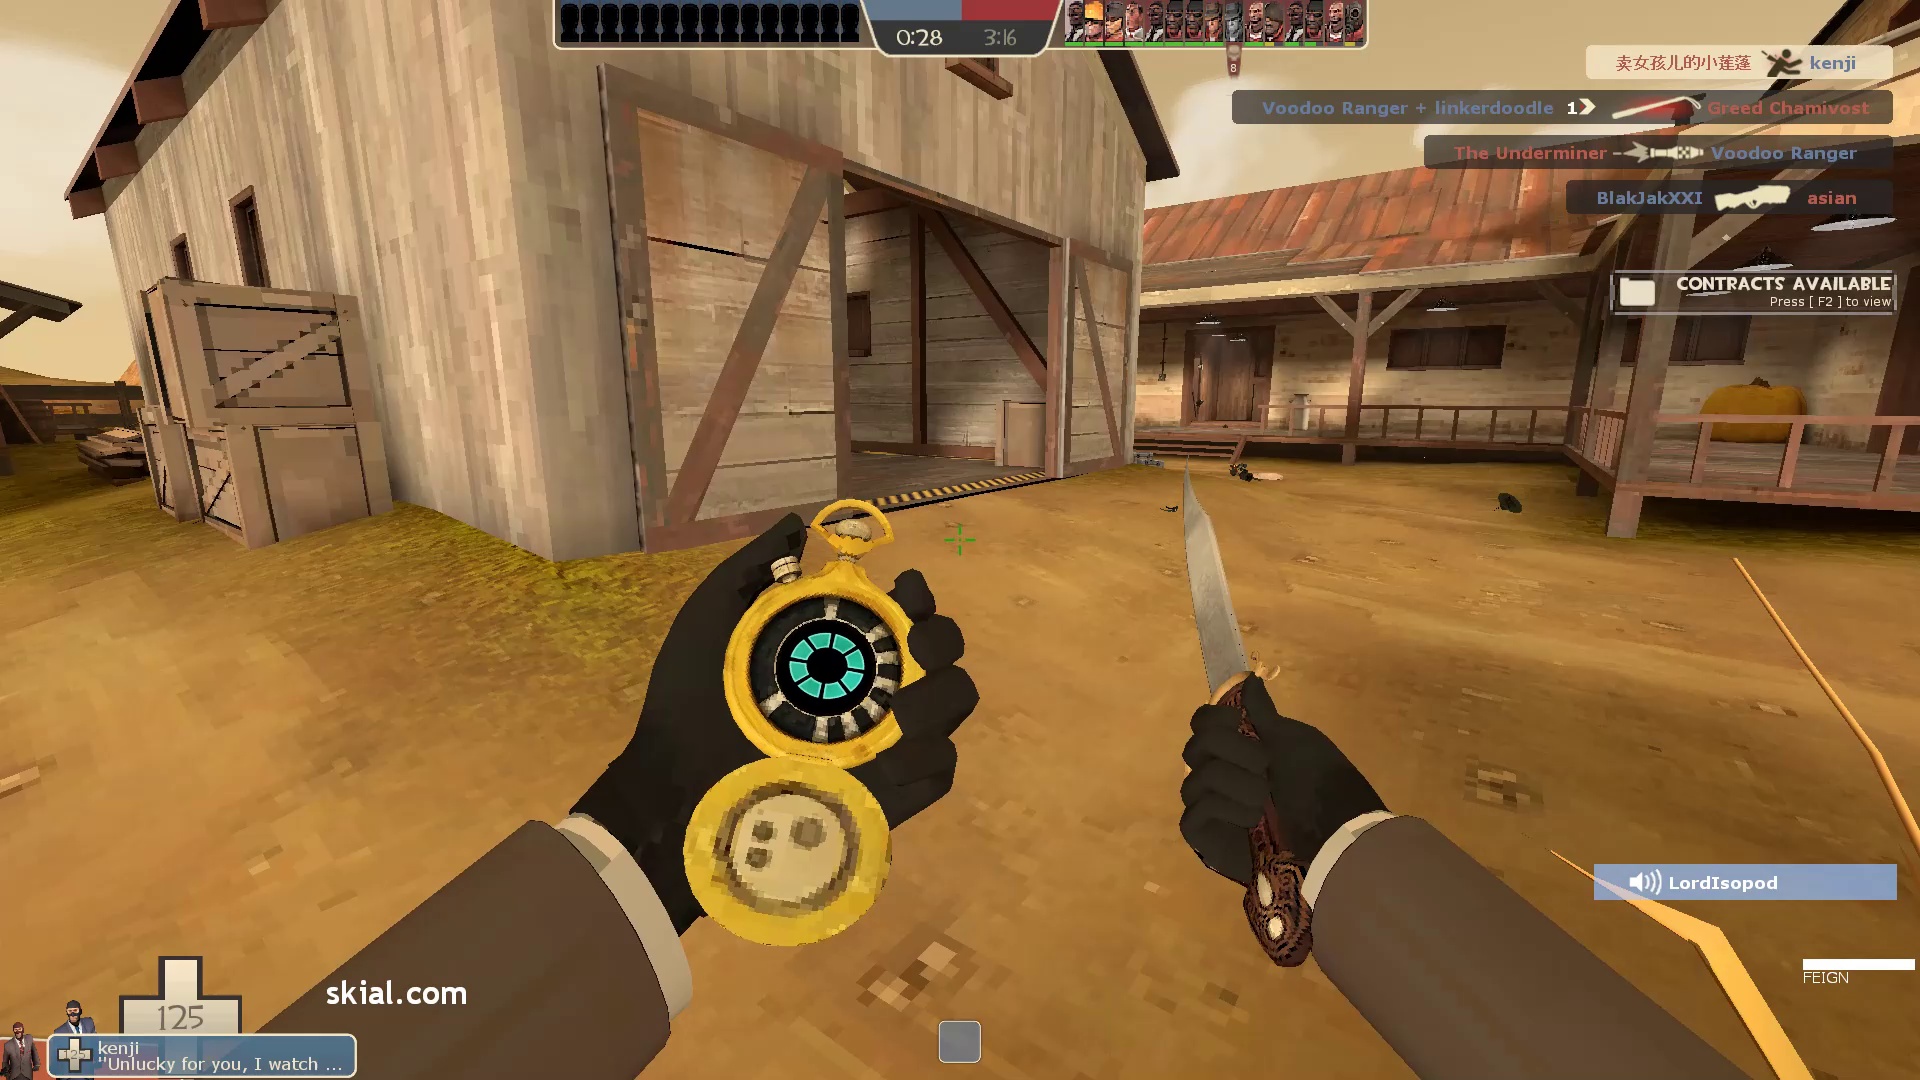 0:28 3:16
8
卖女孩儿的小莲蓬 kenji
Voodoo Ranger + linkerdoodle 1 Greed Chamivost
The Underminer Voodoo Ranger
BlakJakXXI asian
CONTRACTS AVAILABLE
Press [ F2 ] to view
LordIsopod
FEIGN
skial.com
125
125
kenji
"Unlucky for you, I watch ...